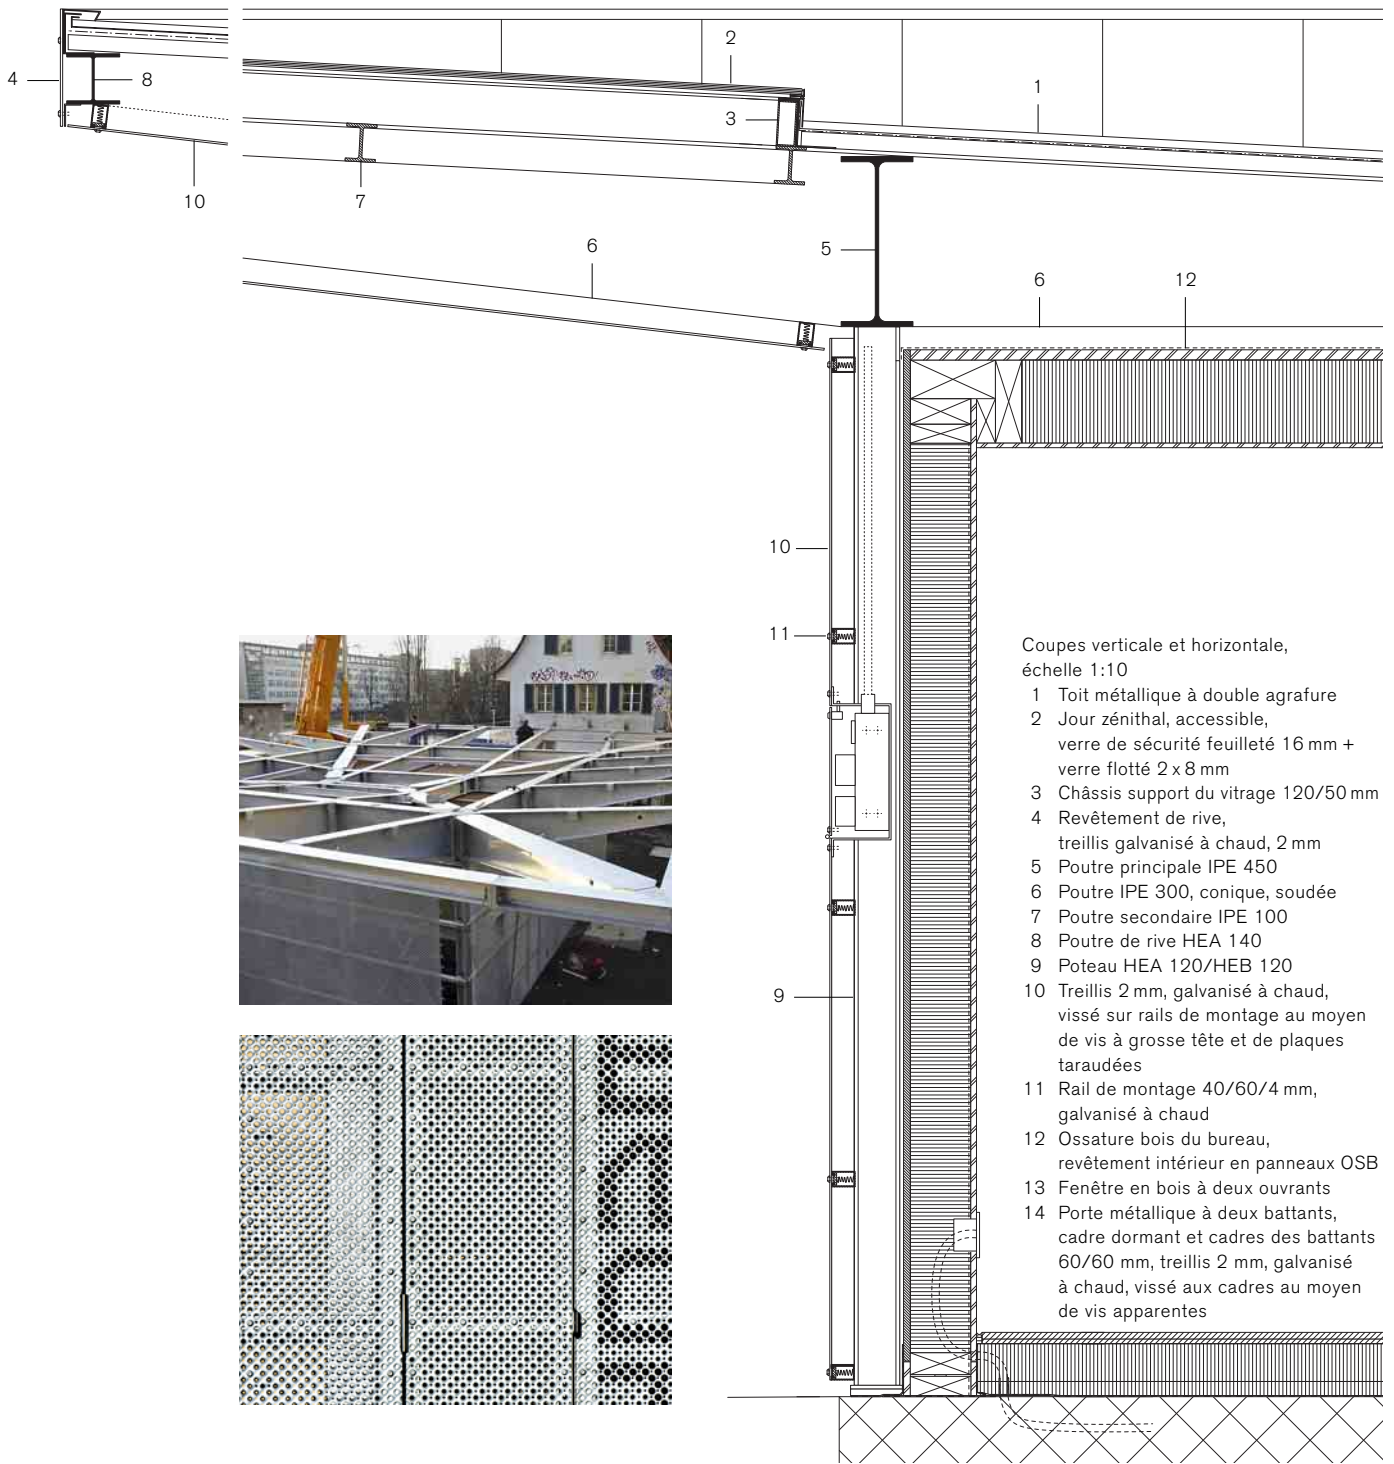 2
1
4
8
3
10
7
6
5
6
12
10
11
9
Coupes verticale et horizontale,
échelle 1:10
1 Toit métallique à double agrafure
2 Jour zénithal, accessible,
verre de sécurité feuilleté 16 mm +
verre flotté 2 x 8 mm
3 Châssis support du vitrage 120/50 mm
4 Revêtement de rive,
treillis galvanisé à chaud, 2 mm
5 Poutre principale IPE 450
6 Poutre IPE 300, conique, soudée
7 Poutre secondaire IPE 100
8 Poutre de rive HEA 140
9 Poteau HEA 120/HEB 120
10 Treillis 2 mm, galvanisé à chaud,
vissé sur rails de montage au moyen
de vis à grosse tête et de plaques
taraudées
11 Rail de montage 40/60/4 mm,
galvanisé à chaud
12 Ossature bois du bureau,
revêtement intérieur en panneaux OSB
13 Fenêtre en bois à deux ouvrants
14 Porte métallique à deux battants,
cadre dormant et cadres des battants
60/60 mm, treillis 2 mm, galvanisé
à chaud, vissé aux cadres au moyen
de vis apparentes